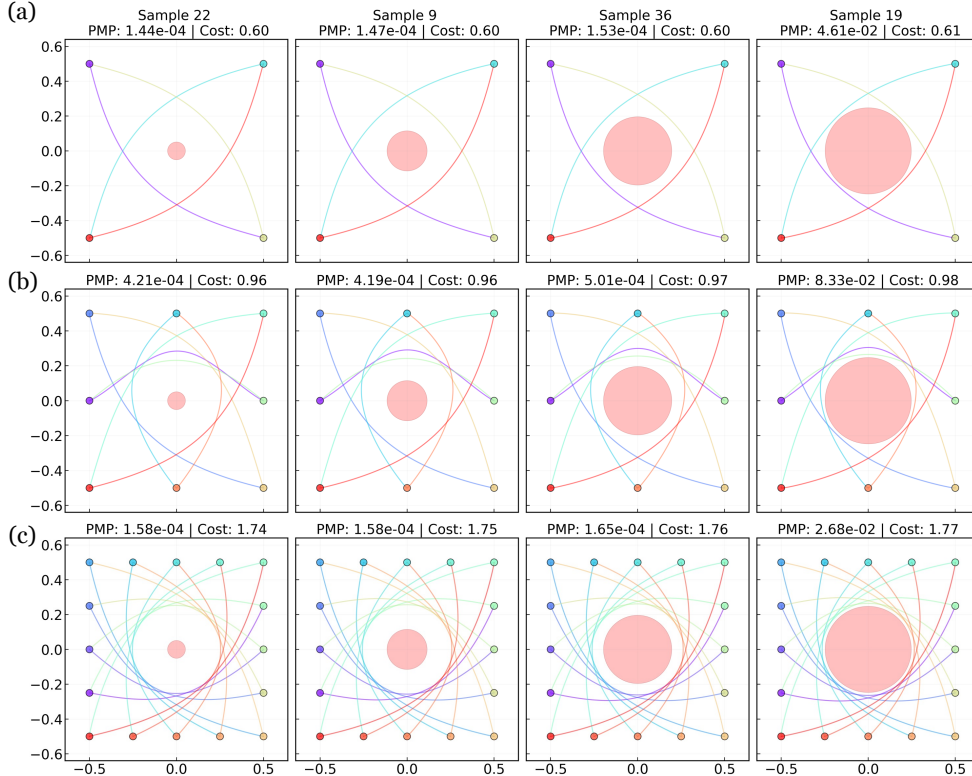 (a)
Sample 22
PMP: 1.44e-04 | Cost: 0.60
Sample 9
PMP: 1.47e-04 | Cost: 0.60
Sample 36
PMP: 1.53e-04 | Cost: 0.60
Sample 19
PMP: 4.61e-02 | Cost: 0.61
0.6
0.4
0.2
0.0
−0.2
−0.4
−0.6
(b)
PMP: 4.21e-04 | Cost: 0.96
PMP: 4.19e-04 | Cost: 0.96
PMP: 5.01e-04 | Cost: 0.97
PMP: 8.33e-02 | Cost: 0.98
0.6
0.4
0.2
0.0
−0.2
−0.4
−0.6
(c)
PMP: 1.58e-04 | Cost: 1.74
PMP: 1.58e-04 | Cost: 1.75
PMP: 1.65e-04 | Cost: 1.76
PMP: 2.68e-02 | Cost: 1.77
0.6
0.4
0.2
0.0
−0.2
−0.4
−0.6
−0.5 0.0 0.5
−0.5 0.0 0.5
−0.5 0.0 0.5
−0.5 0.0 0.5